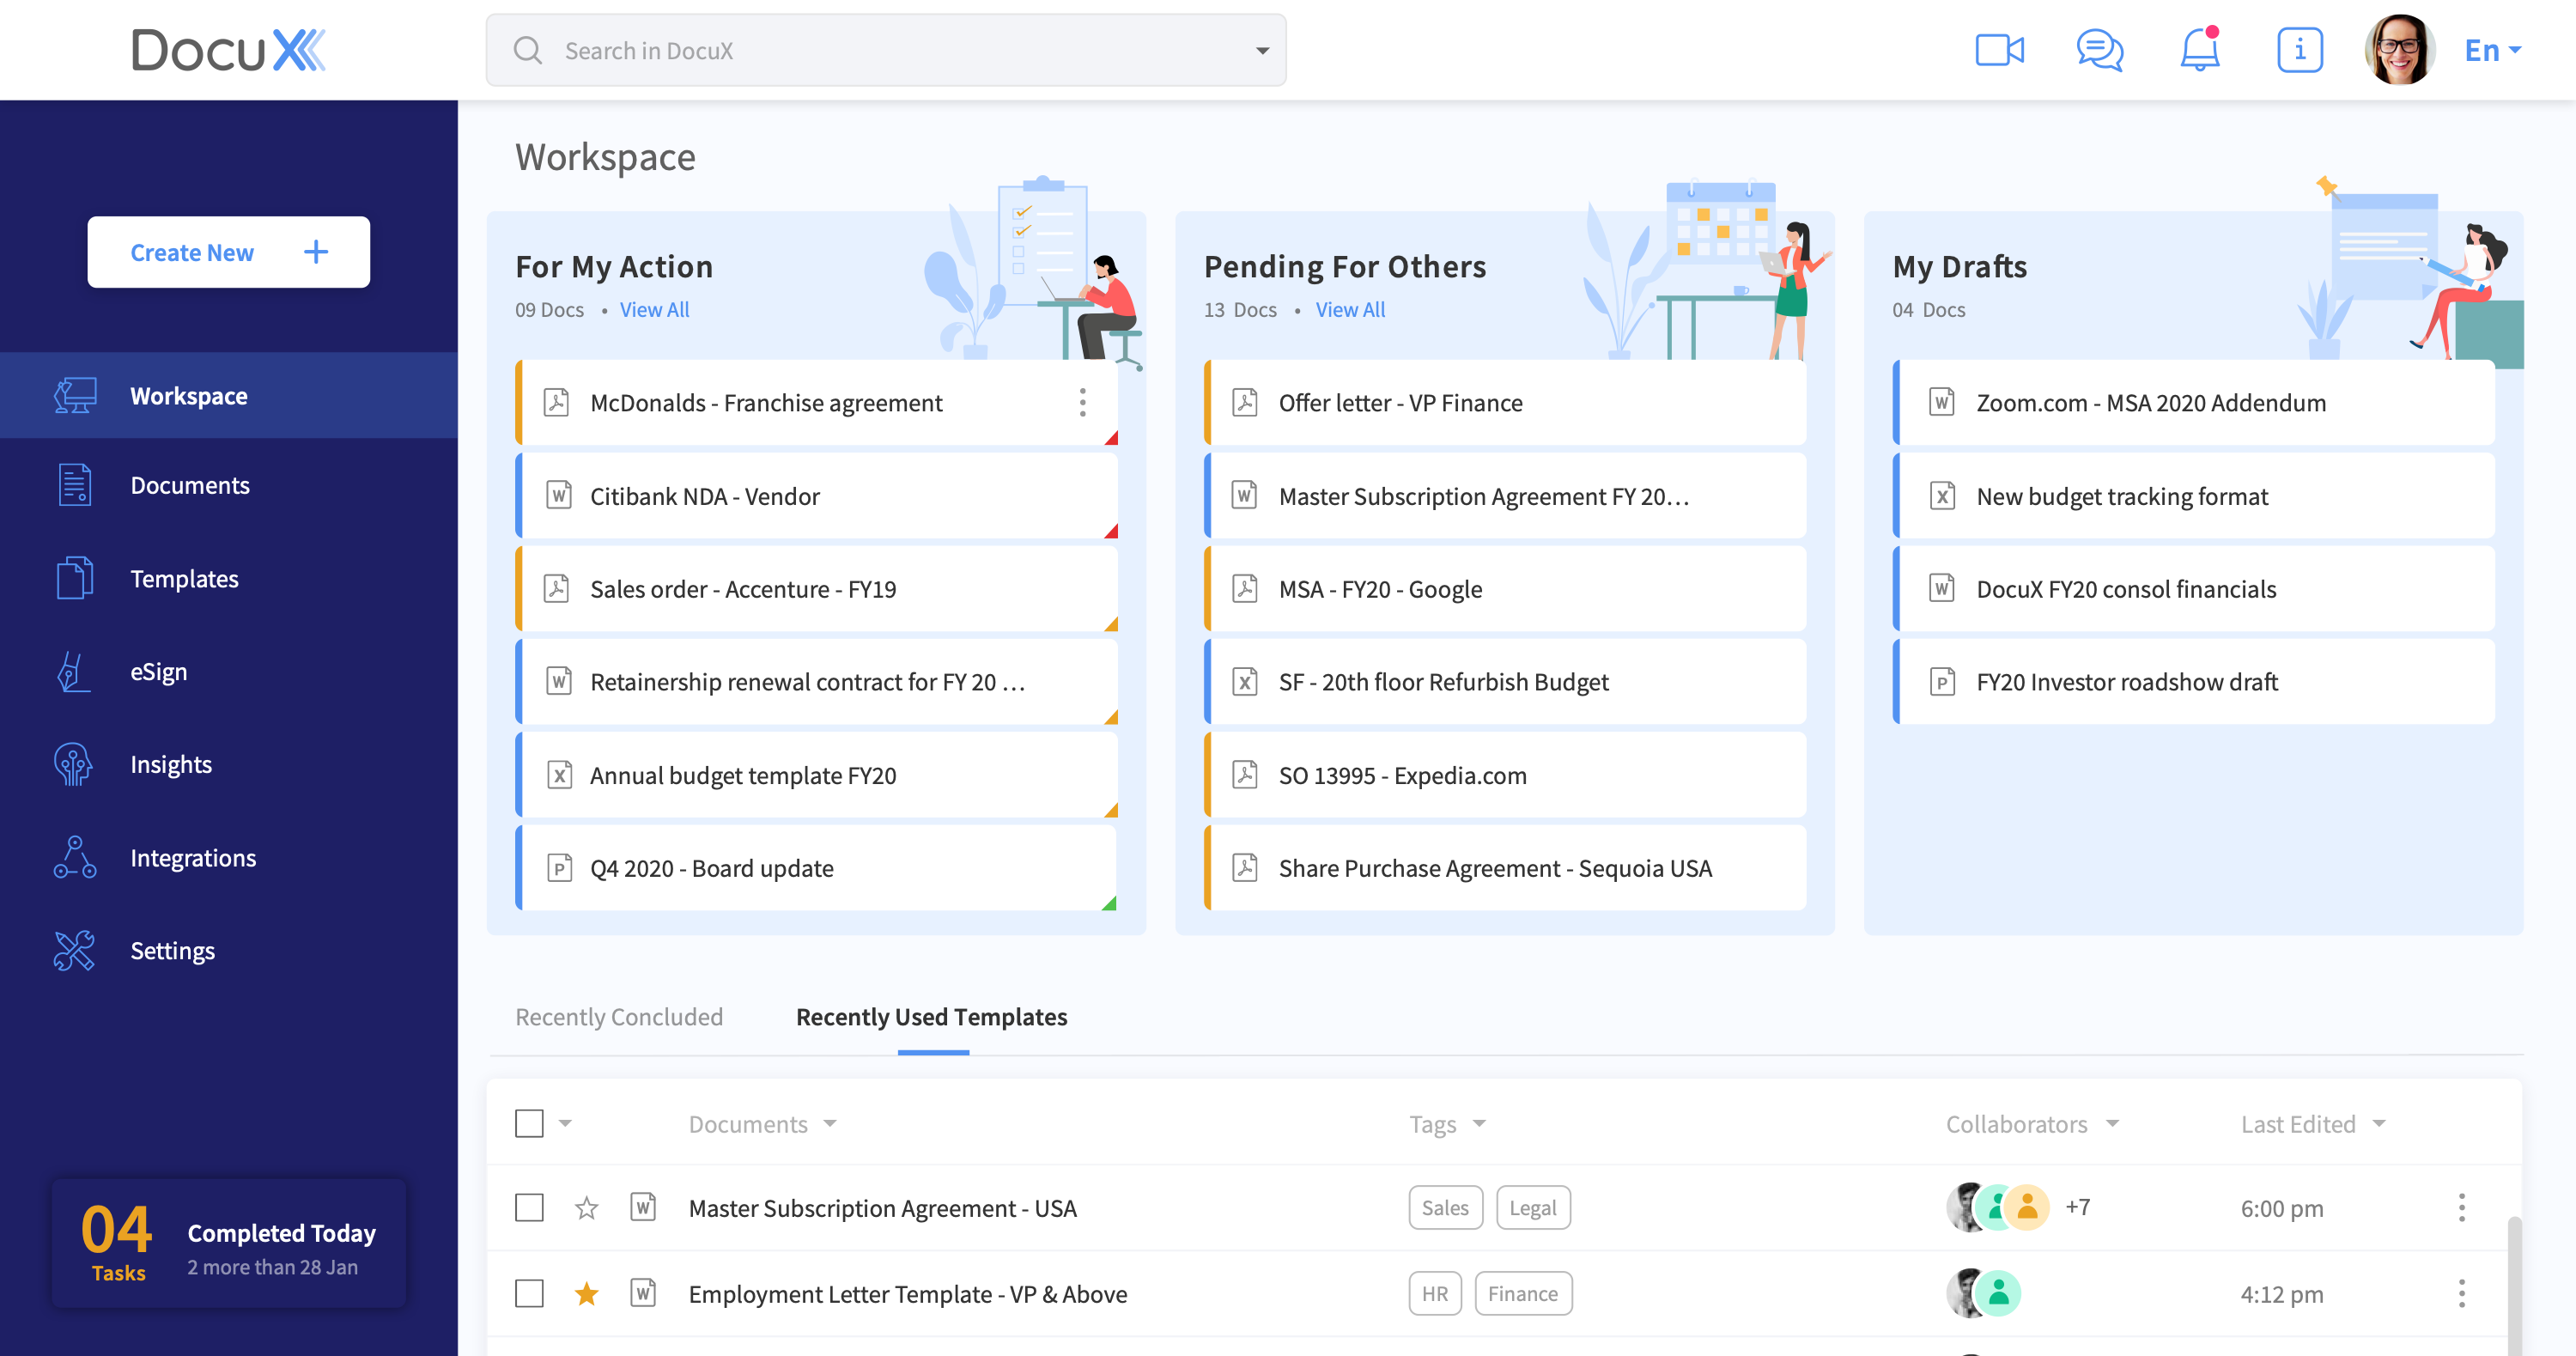 DocuX
Search in DocuX
En
Create New +
Workspace
Documents
Templates
eSign
Insights
Integrations
Settings
04
Tasks
Completed Today
2 more than 28 Jan
Workspace
For My Action
09 Docs • View All
McDonalds - Franchise agreement
Citibank NDA - Vendor
Sales order - Accenture - FY19
Retainership renewal contract for FY 20 …
Annual budget template FY20
Q4 2020 - Board update
Pending For Others
13 Docs • View All
Offer letter - VP Finance
Master Subscription Agreement FY 20…
MSA - FY20 - Google
SF - 20th floor Refurbish Budget
SO 13995 - Expedia.com
Share Purchase Agreement - Sequoia USA
My Drafts
04 Docs
Zoom.com - MSA 2020 Addendum
New budget tracking format
DocuX FY20 consol financials
FY20 Investor roadshow draft
Recently Concluded
Recently Used Templates
Documents Tags Collaborators Last Edited
Master Subscription Agreement - USA Sales Legal +7 6:00 pm
Employment Letter Template - VP & Above HR Finance 4:12 pm